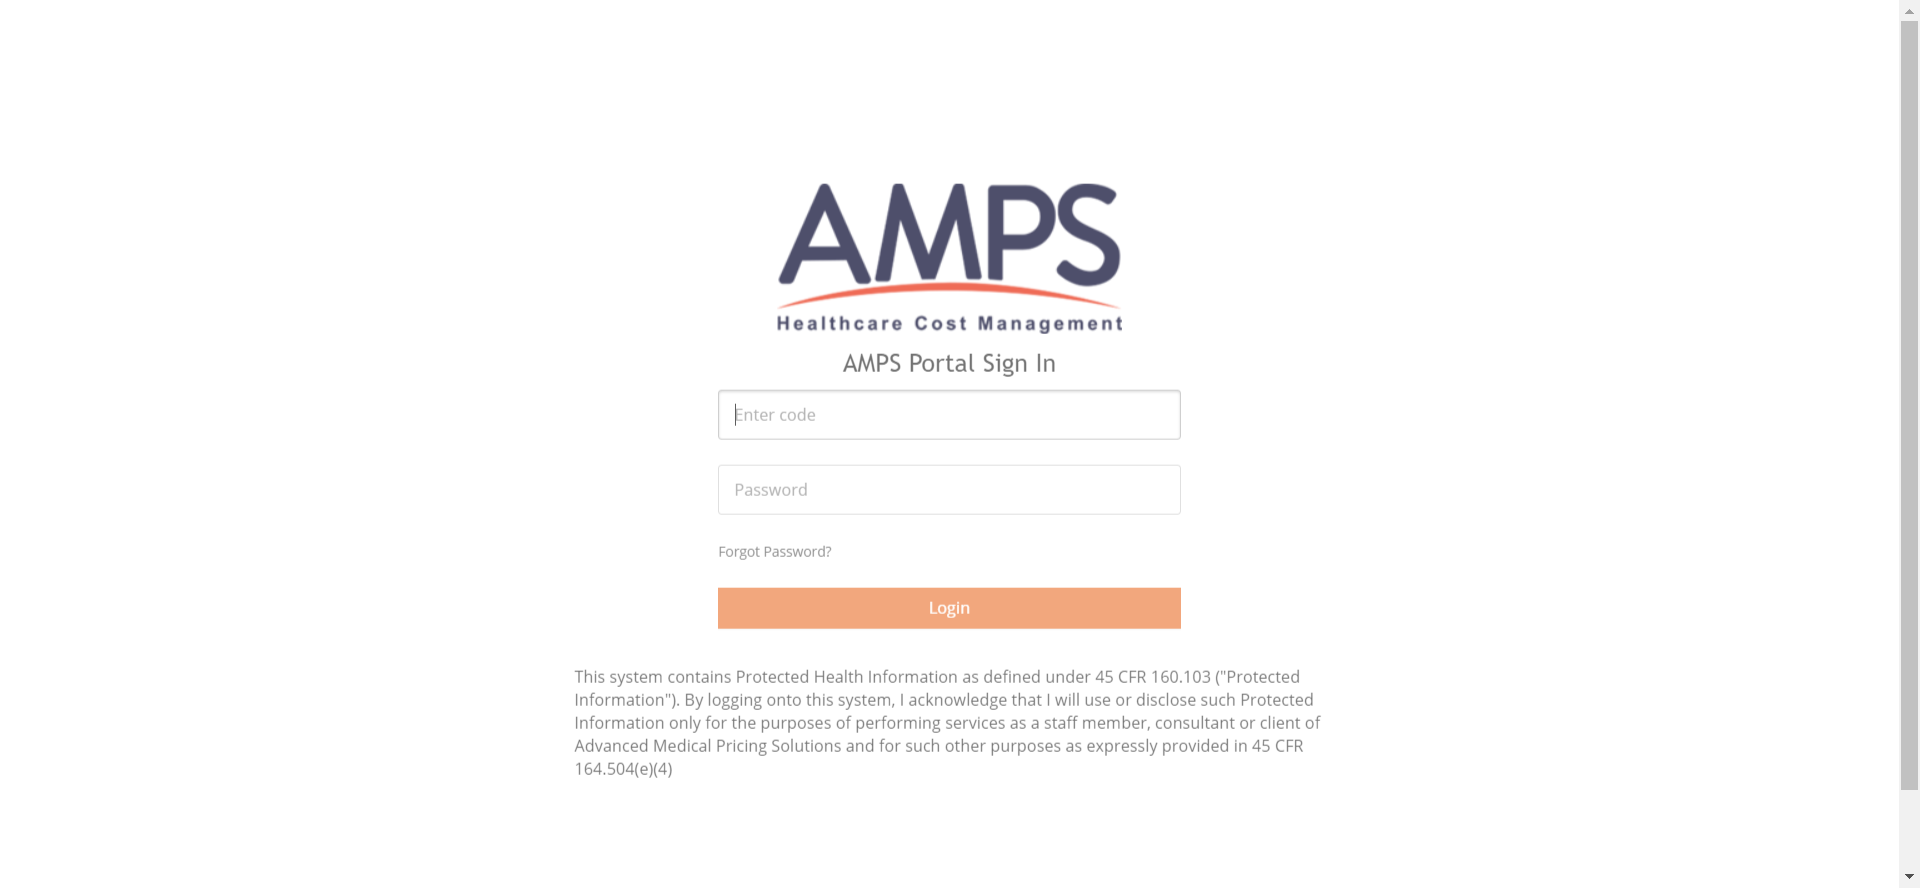 AMPS
Healthcare Cost Management
AMPS Portal Sign In
Enter code
Password
Forgot Password?
Login
This system contains Protected Health Information as defined under 45 CFR 160.103 ("Protected
Information"). By logging onto this system, I acknowledge that I will use or disclose such Protected
Information only for the purposes of performing services as a staff member, consultant or client of
Advanced Medical Pricing Solutions and for such other purposes as expressly provided in 45 CFR
164.504(e)(4)